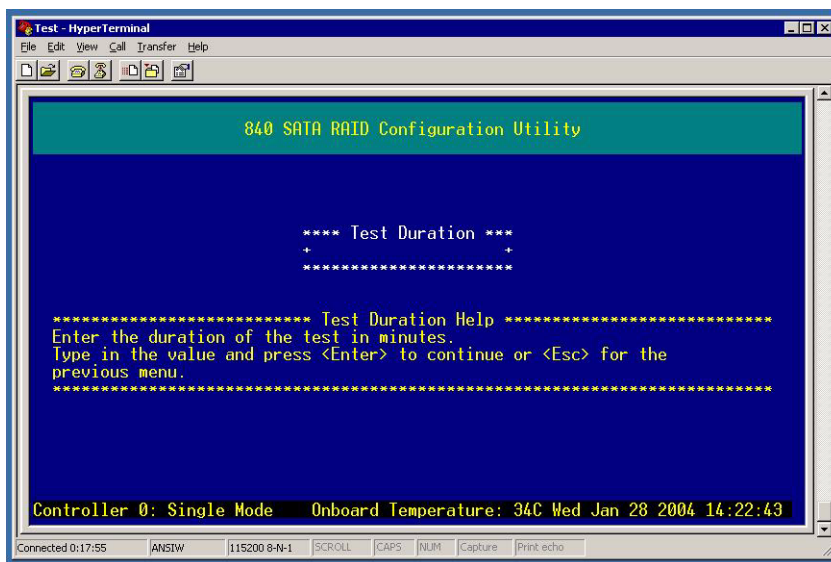 Test - HyperTerminal
File Edit View Call Transfer Help
840 SATA RAID Configuration Utility
**** Test Duration ***
+ +
**********************
*************************** Test Duration Help ****************************
Enter the duration of the test in minutes.
Type in the value and press <Enter> to continue or <Esc> for the
previous menu.
***************************************************************************
Controller 0: Single Mode Onboard Temperature: 34C Wed Jan 28 2004 14:22:43
Connected 0:17:55 ANSIW 115200 8-N-1 SCROLL CAPS NUM Capture Print echo